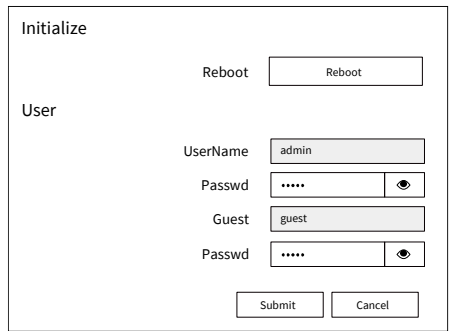 Initialize
Reboot Reboot
User
UserName admin
Passwd •••••
Guest guest
Passwd •••••
Submit Cancel